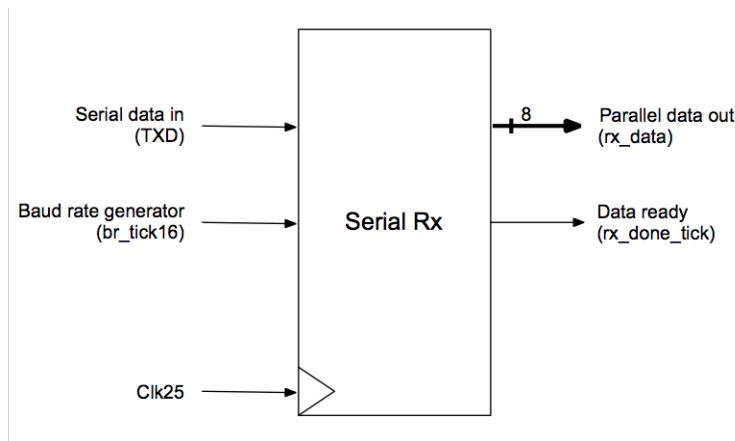 Serial data in
(TXD)
Baud rate generator
(br_tick16)
Clk25
Serial Rx
8
Parallel data out
(rx_data)
Data ready
(rx_done_tick)